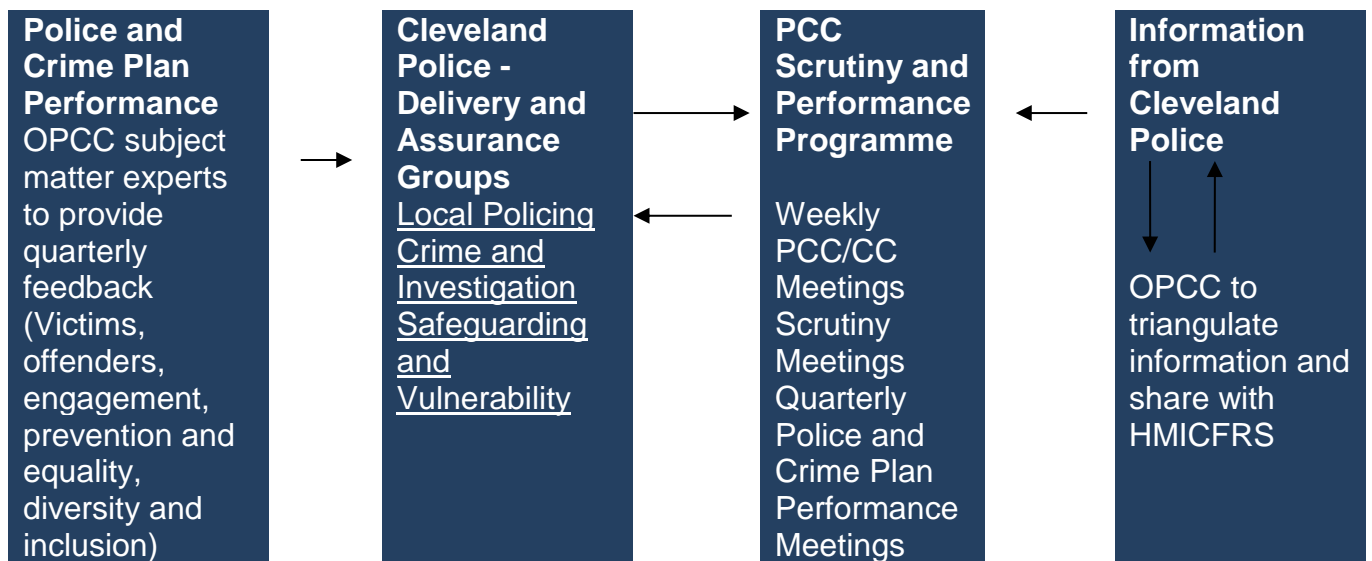 Police and
Crime Plan
Performance
OPCC subject
matter experts
to provide
quarterly
feedback
(Victims,
offenders,
engagement,
prevention and
equality,
diversity and
inclusion)
Cleveland
Police -
Delivery and
Assurance
Groups
Local Policing
Crime and
Investigation
Safeguarding
and
Vulnerability
PCC
Scrutiny and
Performance
Programme
Weekly
PCC/CC
Meetings
Scrutiny
Meetings
Quarterly
Police and
Crime Plan
Performance
Meetings
Information
from
Cleveland
Police
OPCC to
triangulate
information and
share with
HMICFRS